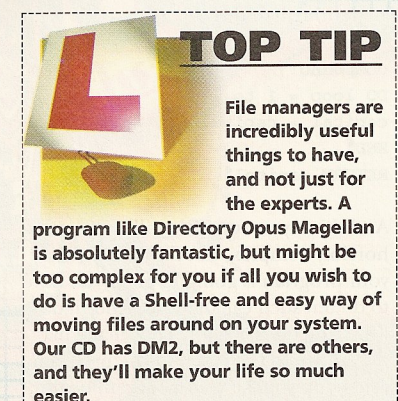 L
TOP TIP
File managers are
incredibly useful
things to have,
and not just for
the experts. A
program like Directory Opus Magellan
is absolutely fantastic, but might be
too complex for you if all you wish to
do is have a Shell-free and easy way of
moving files around on your system.
Our CD has DM2, but there are others,
and they'll make your life so much
easier.